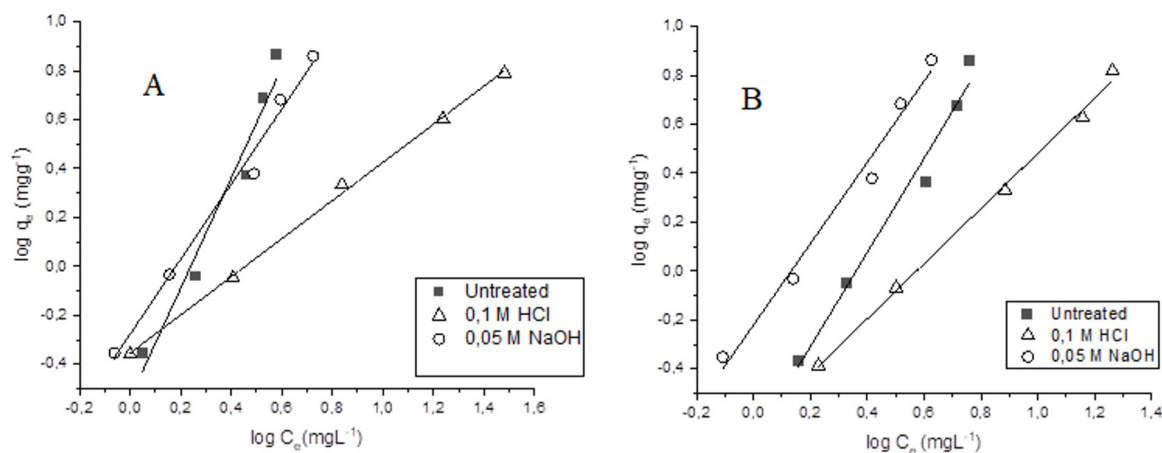 A
1,0
0,8
0,6
0,4
0,2
0,0
-0,2
-0,4
log qe (mgg-1)
Untreated
0,1 M HCl
0,05 M NaOH
-0,2 0,0 0,2 0,4 0,6 0,8 1,0 1,2 1,4 1,6
log Ce(mgL-1)
B
1,0
0,8
0,6
0,4
0,2
0,0
-0,2
-0,4
log qe (mgg-1)
Untreated
0,1 M HCl
0,05 M NaOH
-0,2 0,0 0,2 0,4 0,6 0,8 1,0 1,2 1,4
log Ce (mgL-1)